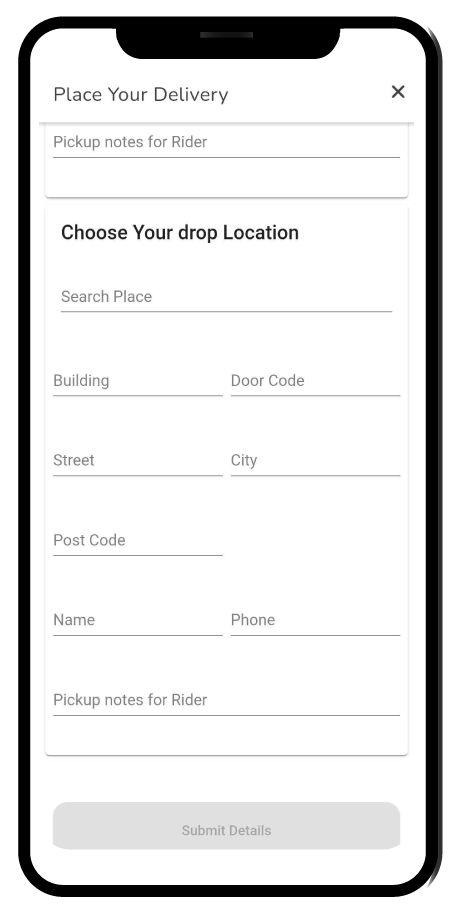 Place Your Delivery
Pickup notes for Rider
Choose Your drop Location
Search Place
Building Door Code
Street City
Post Code
Name Phone
Pickup notes for Rider
Submit Details